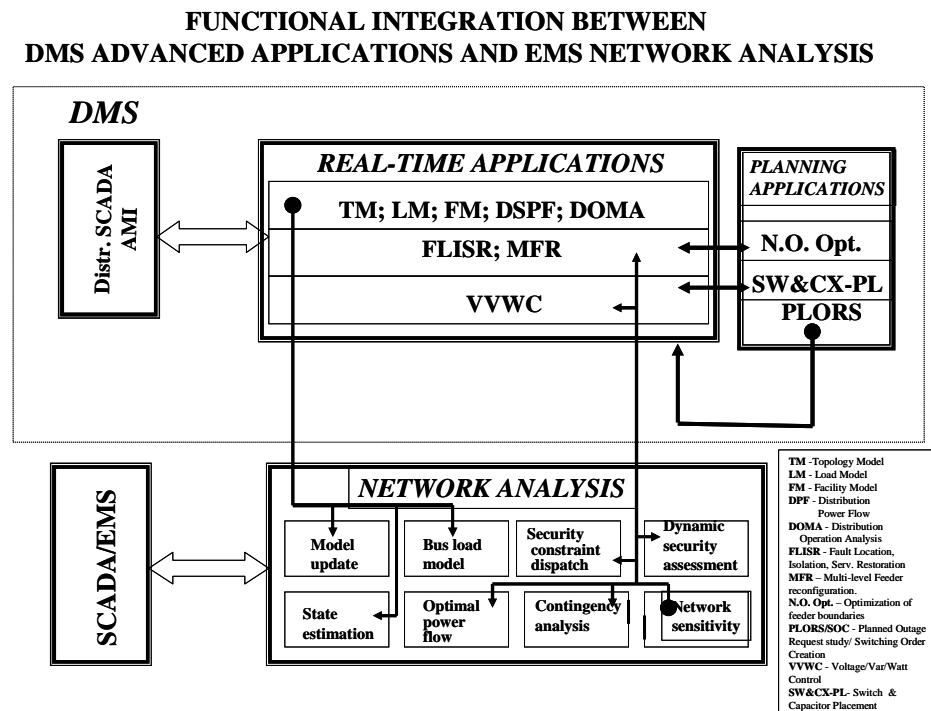 FUNCTIONAL INTEGRATION BETWEEN
DMS ADVANCED APPLICATIONS AND EMS NETWORK ANALYSIS
DMS
Distr. SCADA
AMI
REAL-TIME APPLICATIONS
TM; LM; FM; DSPF; DOMA
FLISR; MFR
VVWC
PLANNING
APPLICATIONS
N.O. Opt.
SW&CX-PL
PLORS
SCADA/EMS
NETWORK ANALYSIS
Model
update
Bus load
model
Security
constraint
dispatch
Dynamic
security
assessment
State
estimation
Optimal
power
flow
Contingency
analysis
Network
sensitivity
TM -Topology Model
LM - Load Model
FM - Facility Model
DPF - Distribution
Power Flow
DOMA - Distribution
Operation Analysis
FLISR - Fault Location,
Isolation, Serv. Restoration
MFR – Multi-level Feeder
reconfiguration.
N.O. Opt. – Optimization of
feeder boundaries
PLORS/SOC - Planned Outage
Request study/ Switching Order
Creation
VVWC - Voltage/Var/Watt
Control
SW&CX-PL- Switch &
Capacitor Placement